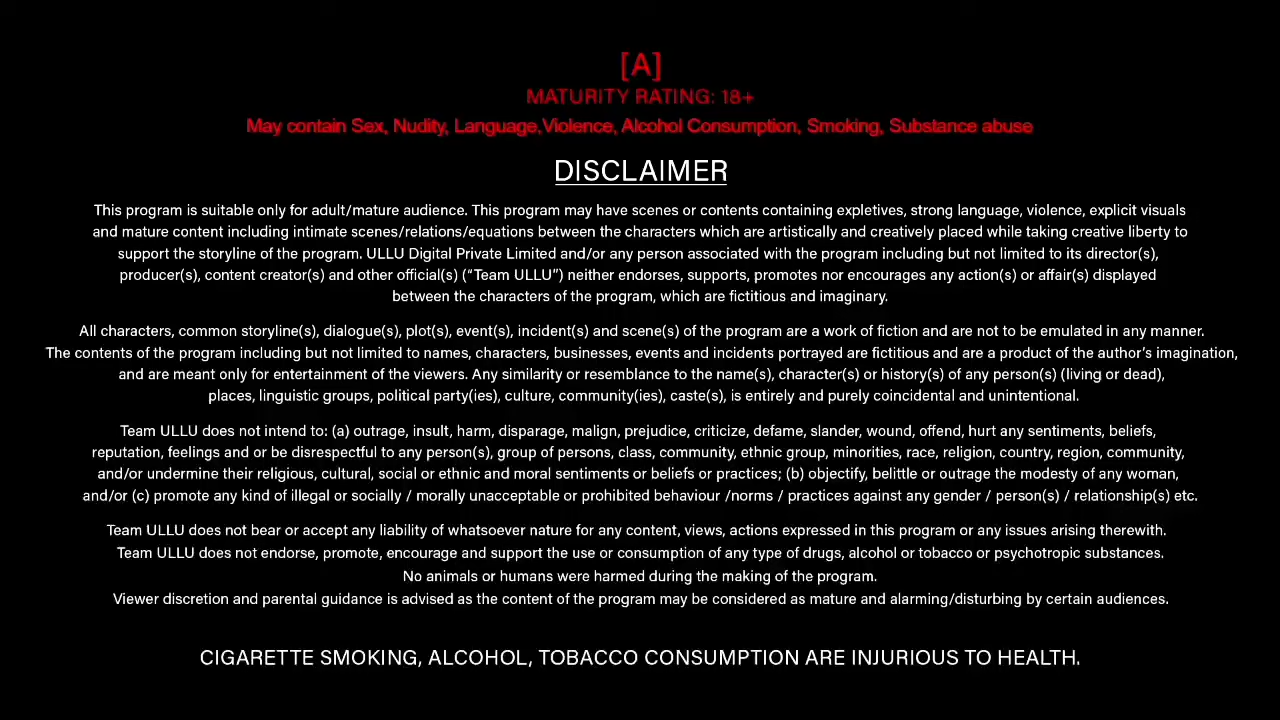 [A]
MATURITY RATING: 18+
May contain Sex, Nudity, Language,Violence, Alcohol Consumption, Smoking, Substance abuse
DISCLAIMER
This program is suitable only for adult/mature audience. This program may have scenes or contents containing expletives, strong language, violence, explicit visuals
and mature content including intimate scenes/relations/equations between the characters which are artistically and creatively placed while taking creative liberty to
support the storyline of the program. ULLU Digital Private Limited and/or any person associated with the program including but not limited to its director(s),
producer(s), content creator(s) and other official(s) (“Team ULLU”) neither endorses, supports, promotes nor encourages any action(s) or affair(s) displayed
between the characters of the program, which are fictitious and imaginary.
All characters, common storyline(s), dialogue(s), plot(s), event(s), incident(s) and scene(s) of the program are a work of fiction and are not to be emulated in any manner.
The contents of the program including but not limited to names, characters, businesses, events and incidents portrayed are fictitious and are a product of the author’s imagination,
and are meant only for entertainment of the viewers. Any similarity or resemblance to the name(s), character(s) or history(s) of any person(s) (living or dead),
places, linguistic groups, political party(ies), culture, community(ies), caste(s), is entirely and purely coincidental and unintentional.
Team ULLU does not intend to: (a) outrage, insult, harm, disparage, malign, prejudice, criticize, defame, slander, wound, offend, hurt any sentiments, beliefs,
reputation, feelings and or be disrespectful to any person(s), group of persons, class, community, ethnic group, minorities, race, religion, country, region, community,
and/or undermine their religious, cultural, social or ethnic and moral sentiments or beliefs or practices; (b) objectify, belittle or outrage the modesty of any woman,
and/or (c) promote any kind of illegal or socially / morally unacceptable or prohibited behaviour /norms / practices against any gender / person(s) / relationship(s) etc.
Team ULLU does not bear or accept any liability of whatsoever nature for any content, views, actions expressed in this program or any issues arising therewith.
Team ULLU does not endorse, promote, encourage and support the use or consumption of any type of drugs, alcohol or tobacco or psychotropic substances.
No animals or humans were harmed during the making of the program.
Viewer discretion and parental guidance is advised as the content of the program may be considered as mature and alarming/disturbing by certain audiences.
CIGARETTE SMOKING, ALCOHOL, TOBACCO CONSUMPTION ARE INJURIOUS TO HEALTH.